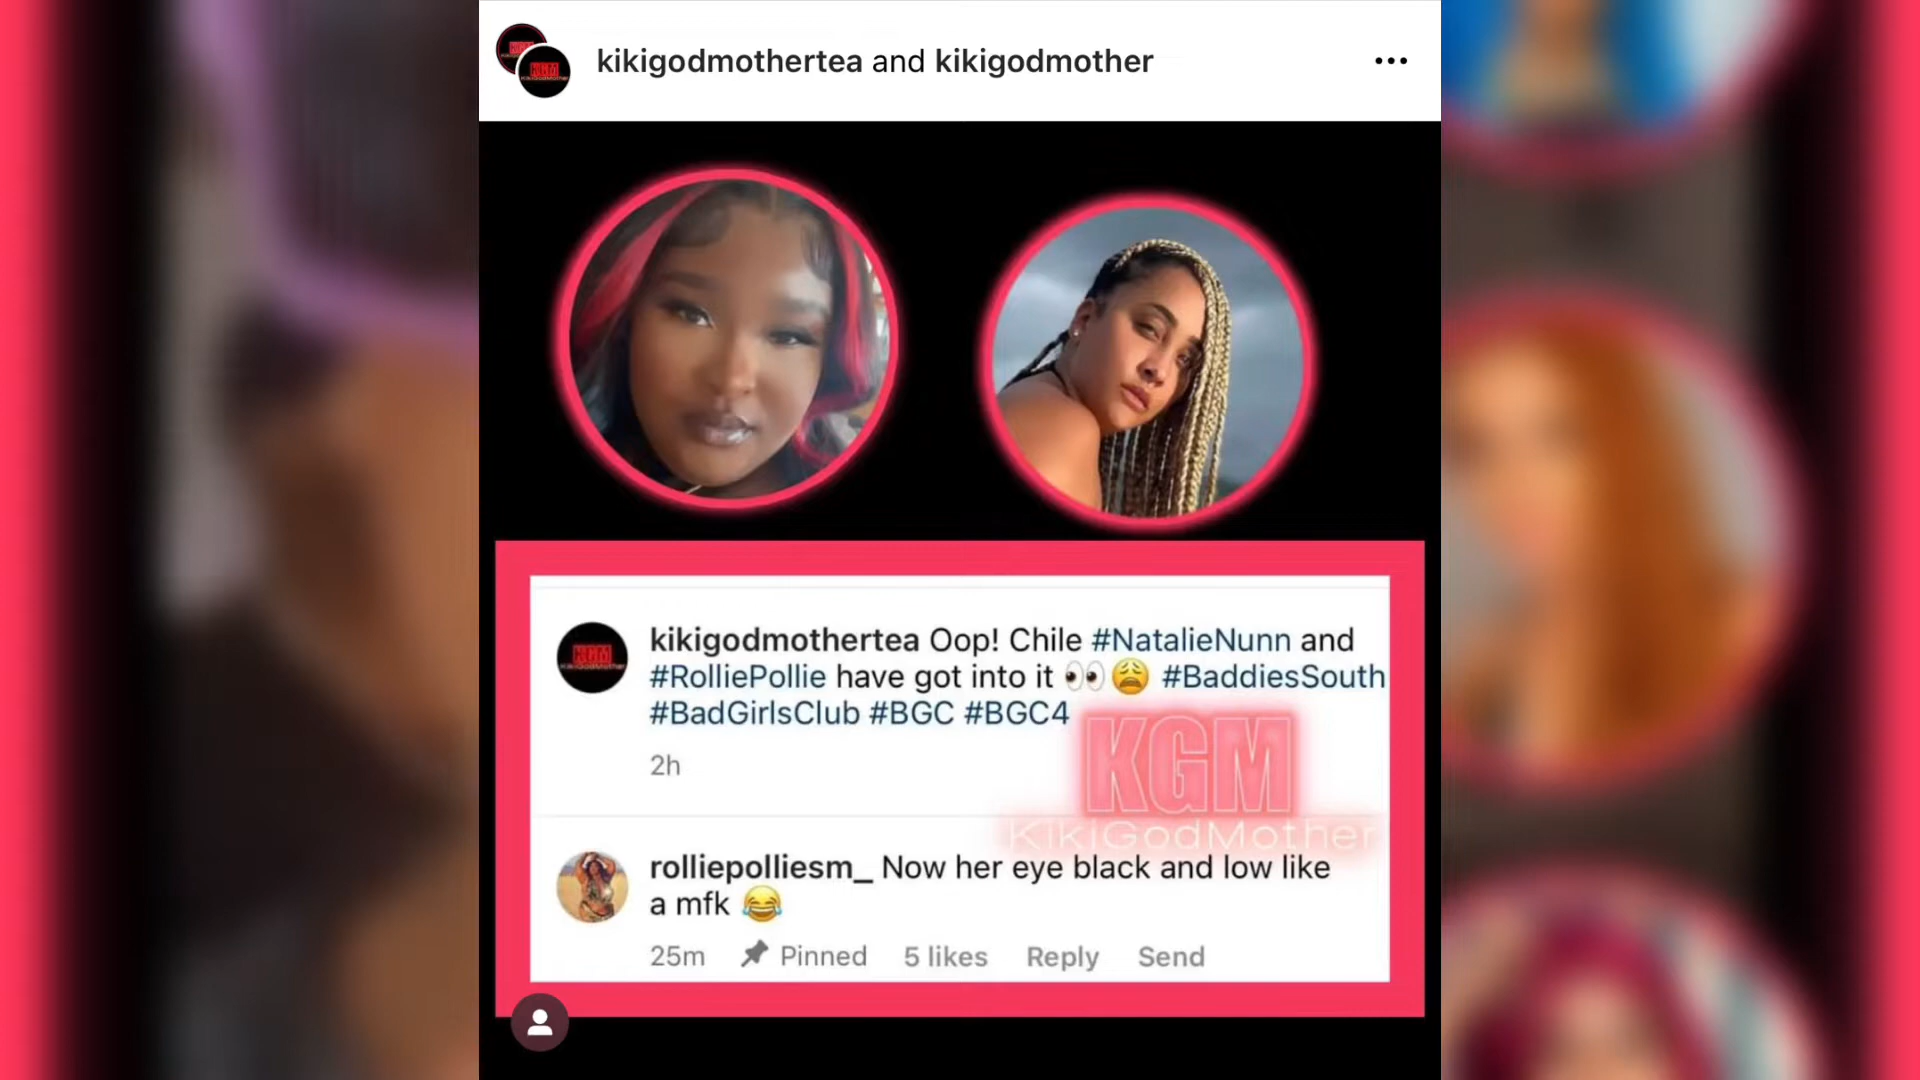 kikigodmothertea and kikigodmother
kikigodmothertea Oop! Chile #NatalieNunn and
#RolliePollie have got into it 👀😩 #BaddiesSouth
#BadGirlsClub #BGC #BGC4
2h
KGM
KikiGodMother
rolliepolliesm_ Now her eye black and low like
a mfk 😂
25m Pinned 5 likes Reply Send